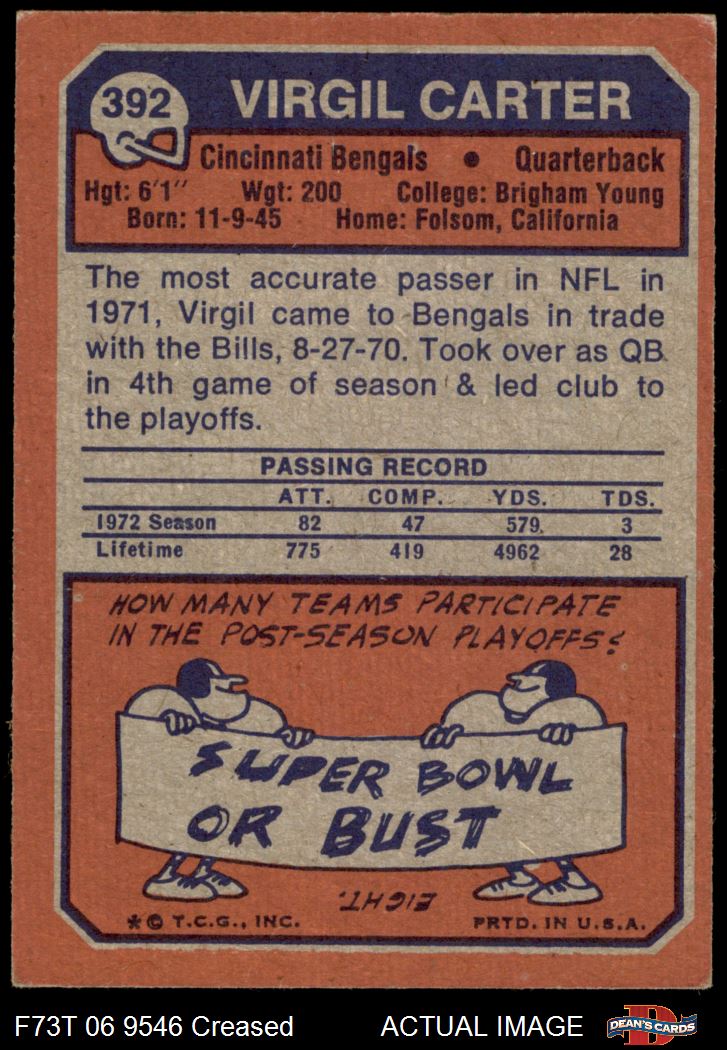 392
VIRGIL CARTER
Cincinnati Bengals • Quarterback
Hgt: 6'1" Wgt: 200 College: Brigham Young
Born: 11-9-45 Home: Folsom, California
The most accurate passer in NFL in
1971, Virgil came to Bengals in trade
with the Bills, 8-27-70. Took over as QB
in 4th game of season & led club to
the playoffs.
PASSING RECORD
ATT. COMP. YDS. TDS.
1972 Season 82 47 579 3
Lifetime 775 419 4962 28
HOW MANY TEAMS PARTICIPATE
IN THE POST-SEASON PLAYOFFS?
SUPER BOWL
OR BUST
EIGHT.
* © T.C.G., INC. PRTD. IN U.S.A.
F73T 06 9546 Creased ACTUAL IMAGE
D
DEAN'S CARDS